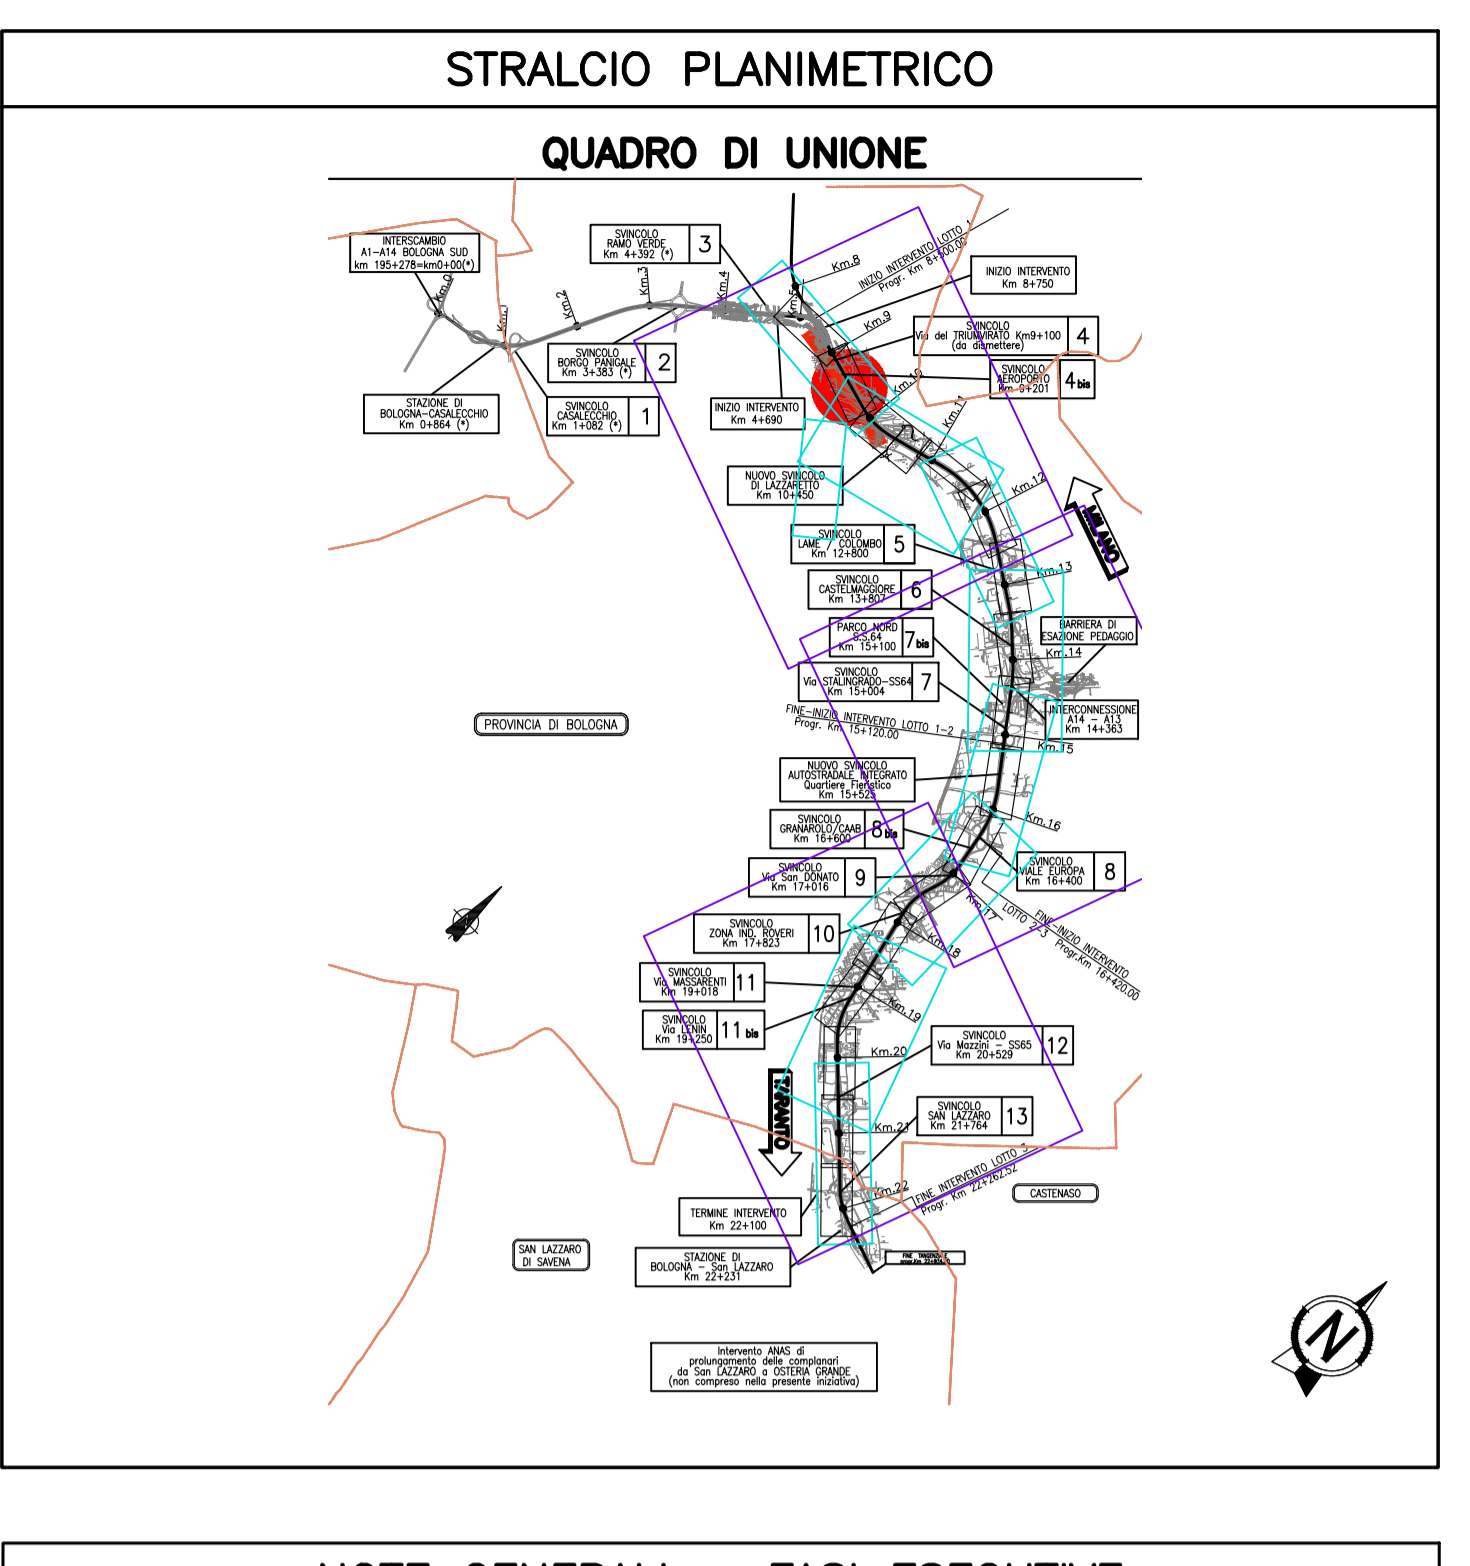 STRALCIO PLANIMETRICO
QUADRO DI UNIONE
INTERSCAMBIO
A1-A14 BOLOGNA SUD
km 195+278=km0+00(*)
SVINCOLO
RAMO VERDE
Km 4+392 (*)
3
INIZIO INTERVENTO LOTTO 1
Progr. Km 8+500.00
INIZIO INTERVENTO
Km 8+750
Km.0
Km.1
Km.2
Km.3
Km.4
Km.5
Km.8
Km.9
SVINCOLO
Via del TRIUMVIRATO Km9+100
(da dismettere)
4
SVINCOLO
BORGO PANIGALE
Km 3+383 (*)
2
SVINCOLO
AEROPORTO
4bis
STAZIONE DI
BOLOGNA-CASALECCHIO
Km 0+864 (*)
SVINCOLO
CASALECCHIO
Km 1+082 (*)
1
INIZIO INTERVENTO
Km 4+690
Km.10
Km.11
NUOVO SVINCOLO
DI LAZZARETTO
Km 10+450
Km.12
MILANO
SVINCOLO
LAME / COLOMBO
Km 12+800
5
Km.13
SVINCOLO
CASTELMAGGIORE
Km 13+807
6
PARCO NORD
S.S.64
Km 15+100
7bis
BARRIERA DI
ESAZIONE PEDAGGIO
Km.14
SVINCOLO
Via STALINGRADO-SS64
Km 15+004
7
INTERCONNESSIONE
A14 - A13
Km 14+363
FINE-INIZIO INTERVENTO LOTTO 1-2
Progr. Km 15+120.00
Km.15
PROVINCIA DI BOLOGNA
NUOVO SVINCOLO
AUTOSTRADALE INTEGRATO
Quartiere Fieristico
Km 15+525
SVINCOLO
GRANAROLO/CAAB
Km 16+600
8bis
Km.16
SVINCOLO
VIALE EUROPA
Km 16+400
8
SVINCOLO
Via San DONATO
Km 17+016
9
Km.17
FINE-INIZIO INTERVENTO
LOTTO 2-3 Progr.Km 16+420.00
SVINCOLO
ZONA IND. ROVERI
Km 17+823
10
Km.18
SVINCOLO
Via MASSARENTI
Km 19+018
11
Km.19
SVINCOLO
Via LENIN
Km 19+250
11 bis
SVINCOLO
Via Mazzini - SS65
Km 20+529
12
Km.20
TARANTO
SVINCOLO
SAN LAZZARO
Km 21+764
13
Km.21
FINE INTERVENTO LOTTO 3
Progr. Km 22+262.52
Km.22
CASTENASO
TERMINE INTERVENTO
Km 22+100
SAN LAZZARO
DI SAVENA
STAZIONE DI
BOLOGNA - San LAZZARO
Km 22+231
FINE TANGENZIALE
Intervento ANAS di
prolungamento delle complanari
da San LAZZARO a OSTERIA GRANDE
(non compreso nella presente iniziativa)
N